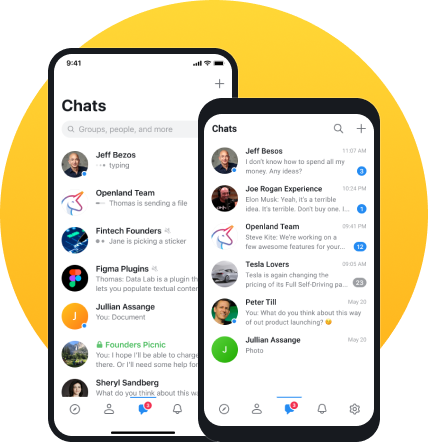 9:41
Chats
Groups, people, and more
Jeff Bezos
typing
Openland Team
Thomas is sending a file
Fintech Founders
Jane is picking a sticker
Figma Plugins
Thomas: Data Lab is a plugin th
lets you populate textual conten
Jullian Assange
You: Document
J
Founders Picnic
You: I hope I'll be able to charge
there. Or I'll need some help for
Sheryl Sandberg
What do you think about this wa
2
Chats
Jeff Besos
11:07 AM
I don't know how to spend all my
money. Any ideas?
3
Joe Rogan Experience
10:24 PM
Elon Musk: Yeah, it's terrible
idea. It's terrible. Don't buy one. I...
1
Openland Team
09:41 PM
Steve Kite: We're working on a
few awesome features for your...
12
Tesla Lovers
09:05 AM
Tesla is again changing the
pricing of its Full Self-Driving pa...
23
Peter Till
May 20
You: What do you think about this way
of out product launching? 😉
Jullian Assange
May 20
Photo
J